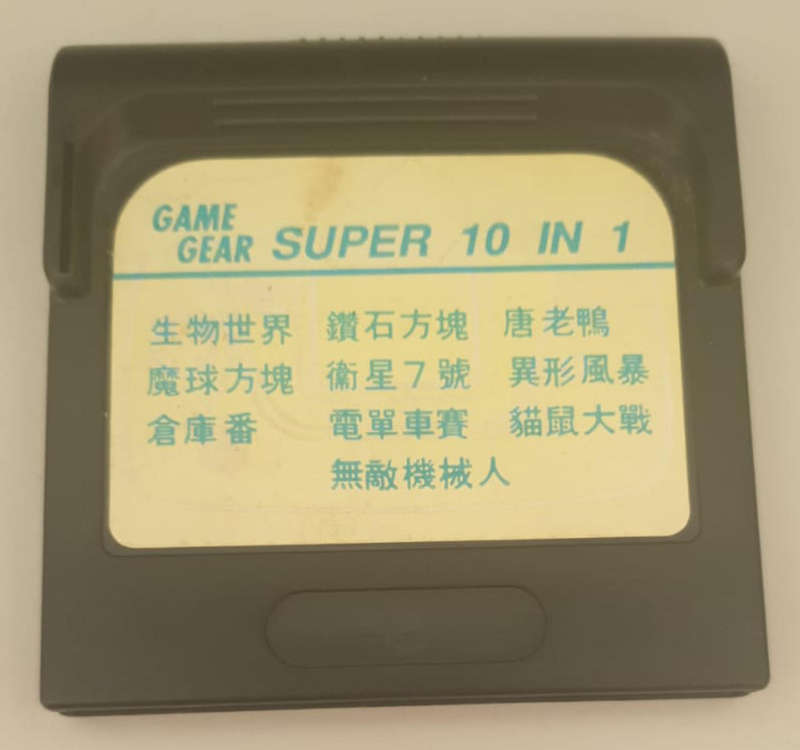 GAME
GEAR SUPER 10 IN 1
生物世界 鑽石方塊 唐老鴨
魔球方塊 衞星7號 異形風暴
倉庫番 電單車賽 貓鼠大戰
無敵機械人